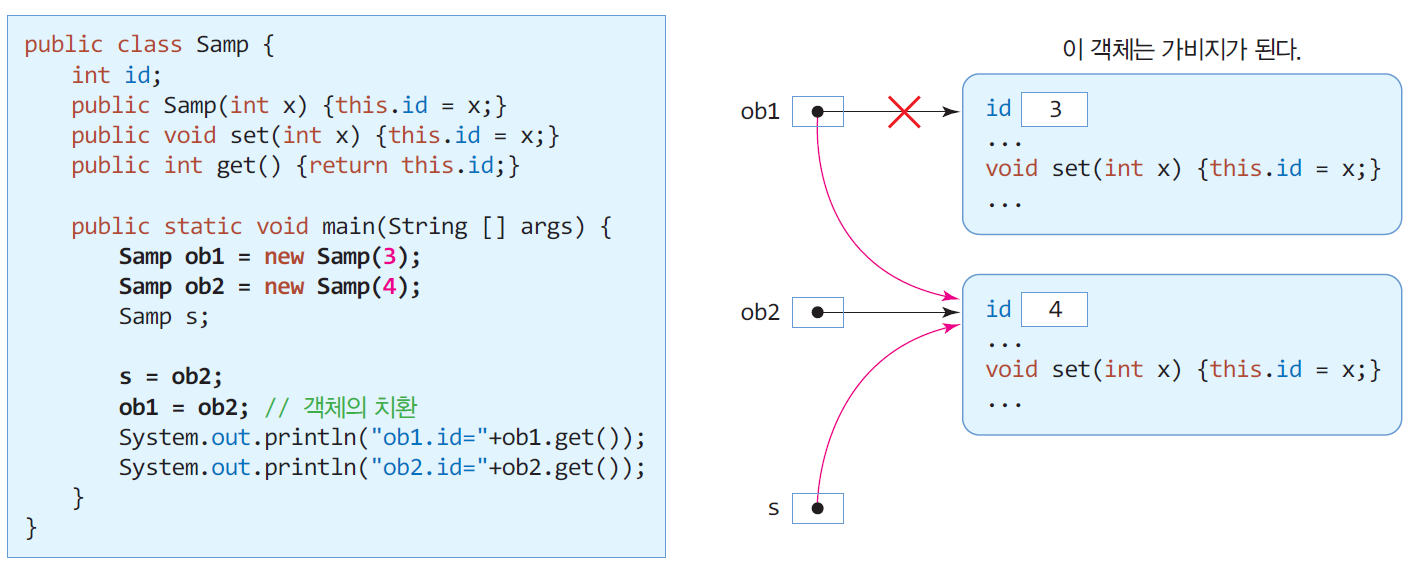 public class Samp {
int id;
public Samp(int x) {this.id = x;}
public void set(int x) {this.id = x;}
public int get() {return this.id;}
public static void main(String [] args) {
Samp ob1 = new Samp(3);
Samp ob2 = new Samp(4);
Samp s;
s = ob2;
ob1 = ob2; // 객체의 치환
System.out.println("ob1.id="+ob1.get());
System.out.println("ob2.id="+ob2.get());
}
}
이 객체는 가비지가 된다.
ob1
id 3
...
void set(int x) {this.id = x;}
...
ob2
id 4
...
void set(int x) {this.id = x;}
...
s